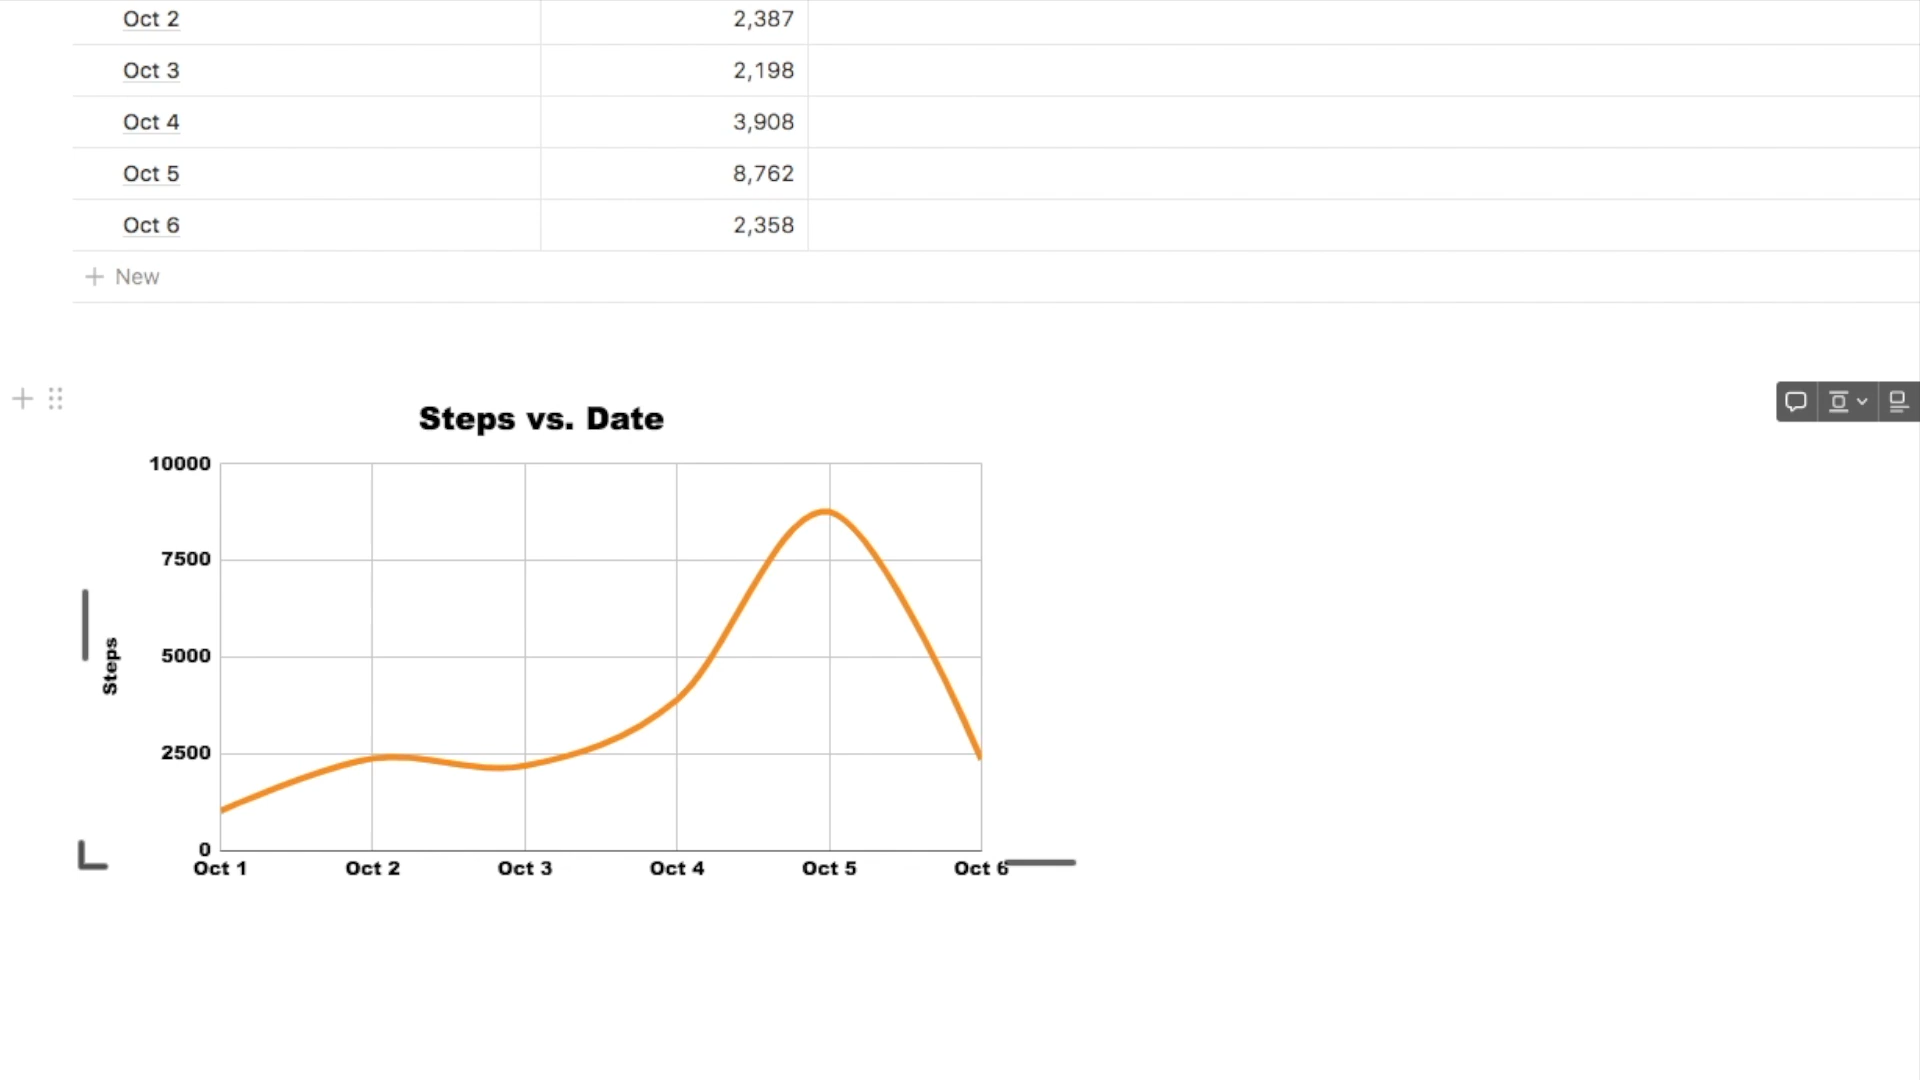 Oct 2 2,387
Oct 3 2,198
Oct 4 3,908
Oct 5 8,762
Oct 6 2,358
New
Steps vs. Date
10000
7500
5000
2500
0
Steps
Oct 1 Oct 2 Oct 3 Oct 4 Oct 5 Oct 6